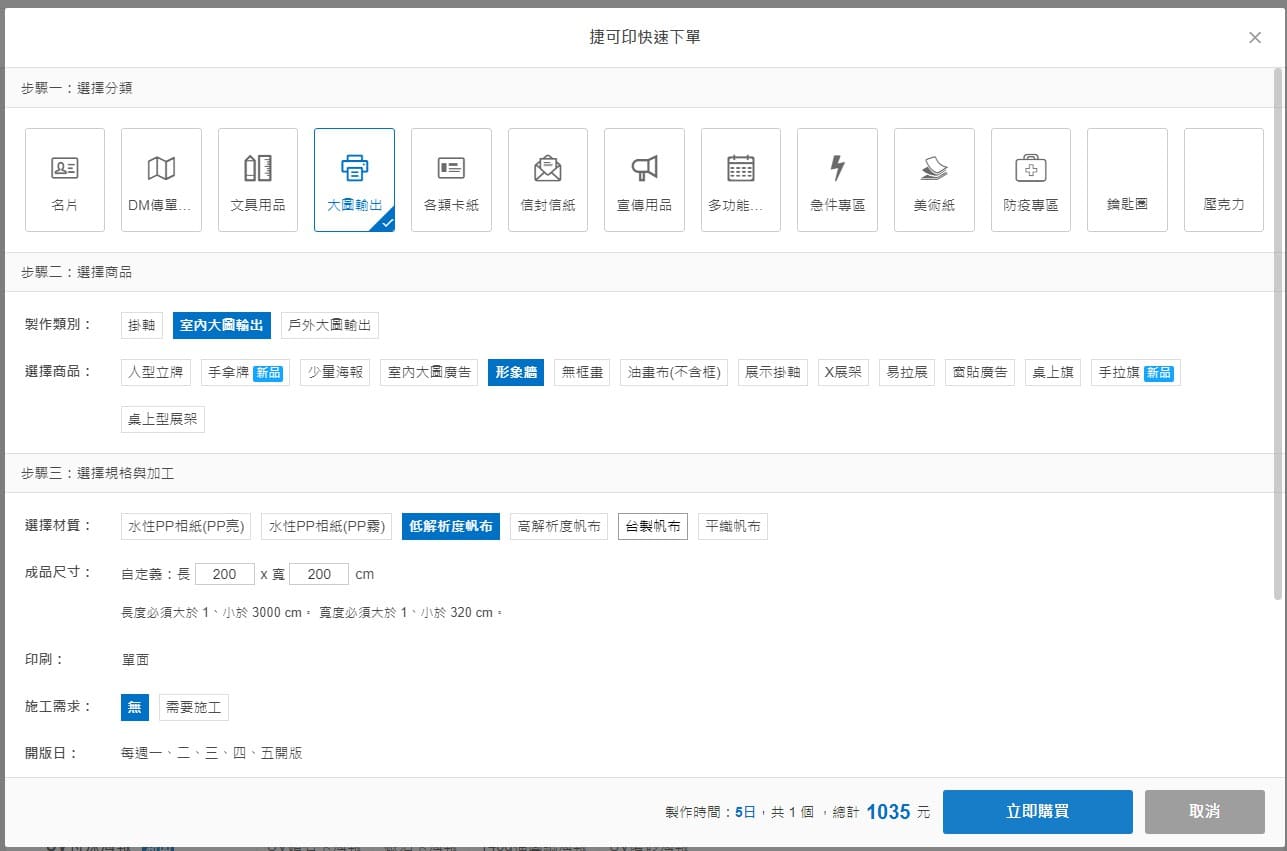 捷可印快速下單 ×
步驟一：選擇分類
名片 DM傳單... 文具用品 大圖輸出 各類卡紙 信封信紙 宣傳用品 多功能... 急件專區 美術紙 防疫專區 鑰匙圈 壓克力
步驟二：選擇商品
製作類別： 掛軸 室內大圖輸出 戶外大圖輸出
選擇商品： 人型立牌 手拿牌 新品 少量海報 室內大圖廣告 形象牆 無框畫 油畫布(不含框) 展示掛軸 X展架 易拉展 窗貼廣告 桌上旗 手拉旗 新品
桌上型展架
步驟三：選擇規格與加工
選擇材質： 水性PP相紙(PP亮) 水性PP相紙(PP霧) 低解析度帆布 高解析度帆布 台製帆布 平織帆布
成品尺寸： 自定義：長 200 x 寬 200 cm
長度必須大於 1、小於 3000 cm。 寬度必須大於 1、小於 320 cm。
印刷： 單面
施工需求： 無 需要施工
開版日： 每週一、二、三、四、五開版
製作時間：5日，共 1 個 ，總計 1035 元 立即購買 取消